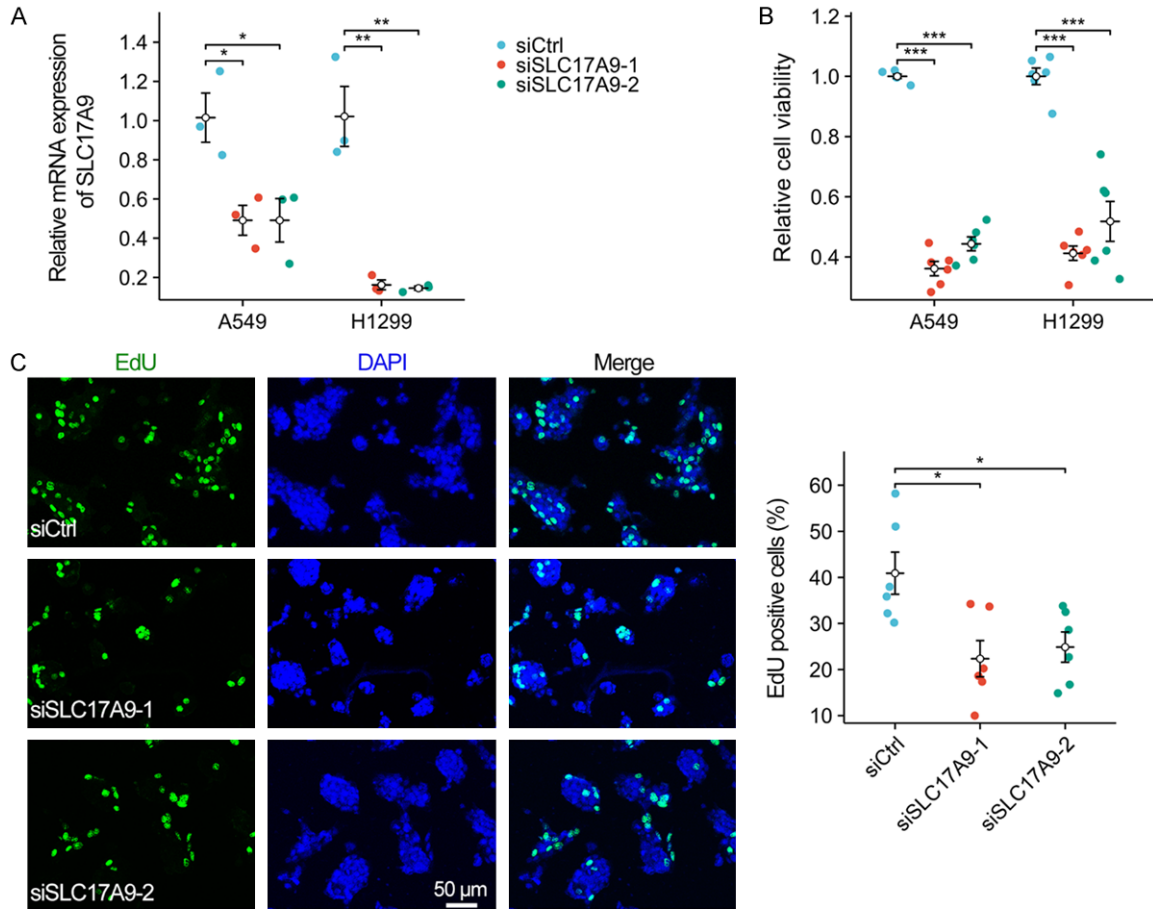 A
Relative mRNA expression
of SLC17A9
1.4
1.2
1.0
0.8
0.6
0.4
0.2
* * ** **
A549 H1299
siCtrl
siSLC17A9-1
siSLC17A9-2
B
Relative cell viability
1.2
1.0
0.8
0.6
0.4
*** *** *** ***
A549 H1299
C
EdU DAPI Merge
siCtrl
siSLC17A9-1
siSLC17A9-2
50 μm
EdU positive cells (%)
60
50
40
30
20
10
* *
siCtrl
siSLC17A9-1
siSLC17A9-2